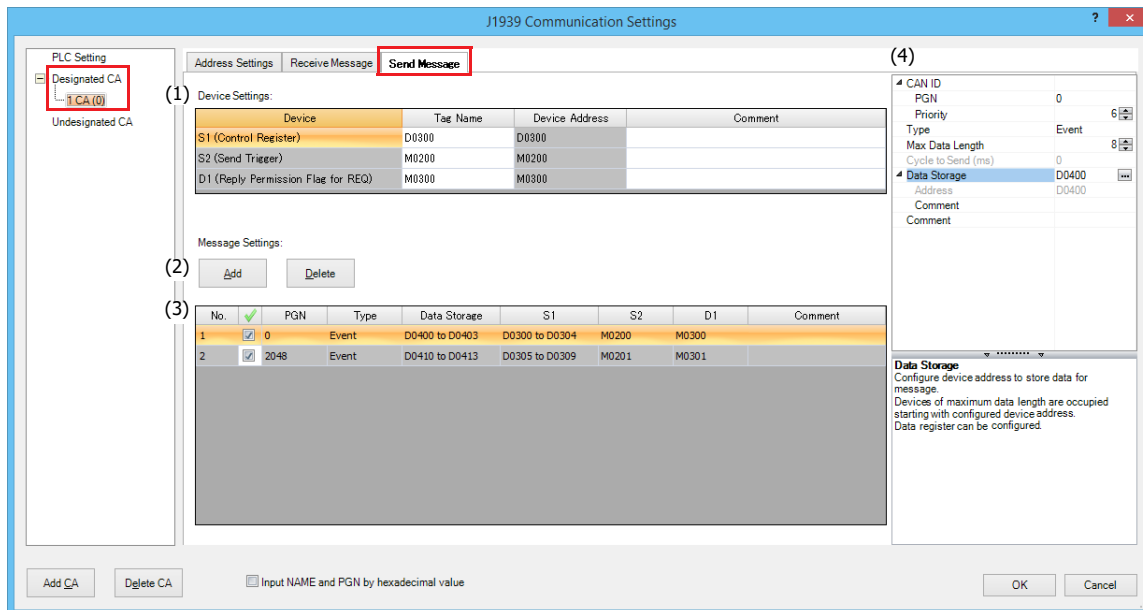 J1939 Communication Settings
?
×
PLC Setting
Designated CA
1 CA (0)
Undesignated CA
Address Settings
Receive Message
Send Message
(1)
Device Settings:
Device Tag Name Device Address Comment
S1 (Control Register) D0300 D0300
S2 (Send Trigger) M0200 M0200
D1 (Reply Permission Flag for REQ) M0300 M0300
Message Settings:
(2)
Add
Delete
(3)
No. PGN Type Data Storage S1 S2 D1 Comment
1 0 Event D0400 to D0403 D0300 to D0304 M0200 M0300
2 2048 Event D0410 to D0413 D0305 to D0309 M0201 M0301
(4)
CAN ID
PGN 0
Priority 6
Type Event
Max Data Length 8
Cycle to Send (ms) 0
Data Storage D0400 ...
Address D0400
Comment
Comment
Data Storage
Configure device address to store data for
message.
Devices of maximum data length are occupied
starting with configured device address.
Data register can be configured.
Add CA
Delete CA
Input NAME and PGN by hexadecimal value
OK
Cancel